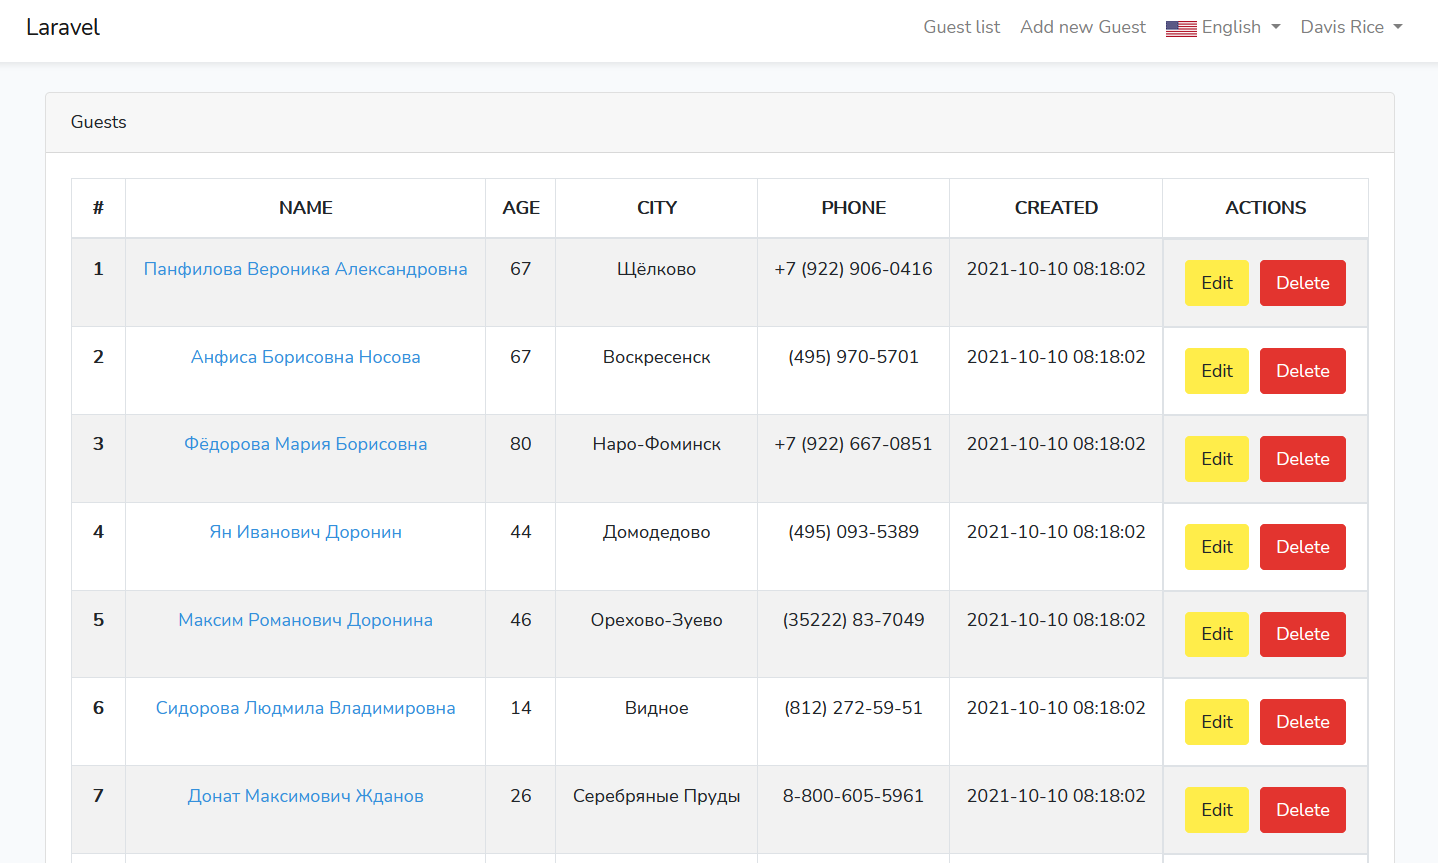 Laravel Guest list Add new Guest English Davis Rice
Guests
# NAME AGE CITY PHONE CREATED ACTIONS
1 Панфилова Вероника Александровна 67 Щёлково +7 (922) 906-0416 2021-10-10 08:18:02 Edit Delete
2 Анфиса Борисовна Носова 67 Воскресенск (495) 970-5701 2021-10-10 08:18:02 Edit Delete
3 Фёдорова Мария Борисовна 80 Наро-Фоминск +7 (922) 667-0851 2021-10-10 08:18:02 Edit Delete
4 Ян Иванович Доронин 44 Домодедово (495) 093-5389 2021-10-10 08:18:02 Edit Delete
5 Максим Романович Доронина 46 Орехово-Зуево (35222) 83-7049 2021-10-10 08:18:02 Edit Delete
6 Сидорова Людмила Владимировна 14 Видное (812) 272-59-51 2021-10-10 08:18:02 Edit Delete
7 Донат Максимович Жданов 26 Серебряные Пруды 8-800-605-5961 2021-10-10 08:18:02 Edit Delete